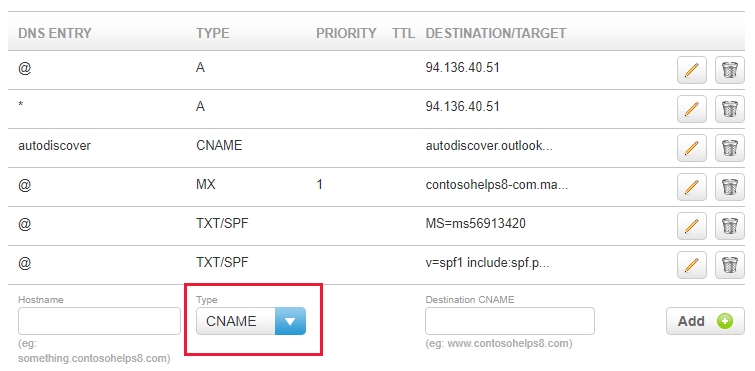 DNS ENTRY TYPE PRIORITY TTL DESTINATION/TARGET
@ A 94.136.40.51
* A 94.136.40.51
autodiscover CNAME autodiscover.outlook...
@ MX 1 contosohelps8-com.ma...
@ TXT/SPF MS=ms56913420
@ TXT/SPF v=spf1 include:spf.p...
Hostname Type Destination CNAME
CNAME Add
(eg: (eg: www.contosohelps8.com)
something.contosohelps8.com)